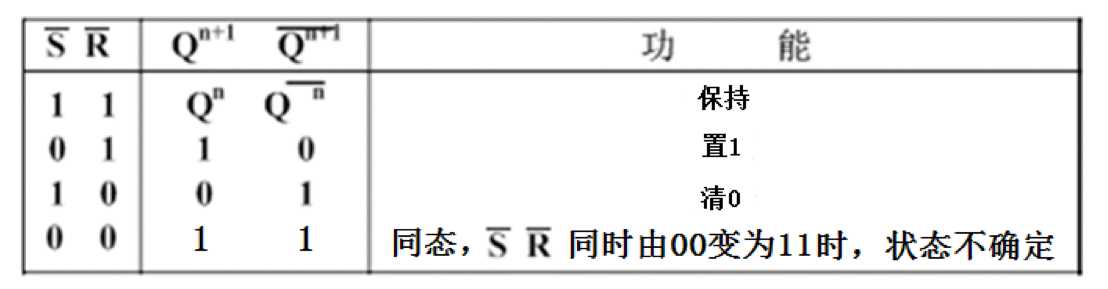 S̅ R̅ Qⁿ⁺¹ Q̅ⁿ⁺¹ 功 能
1 1 Qⁿ Q̅ⁿ 保持
0 1 1 0 置1
1 0 0 1 清0
0 0 1 1 同态，S̅ R̅ 同时由00变为11时，状态不确定